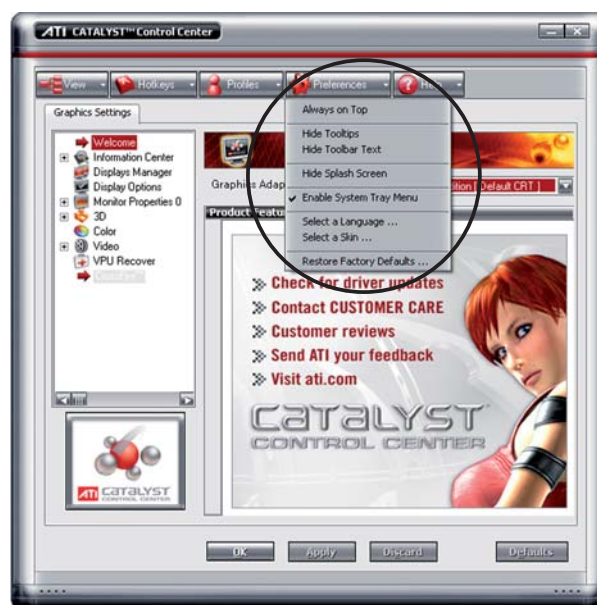 ATI CATALYST™ Control Center
View Hotkeys Profiles Preferences Help
Graphics Settings
Always on Top
Hide Tooltips
Hide Toolbar Text
Hide Splash Screen
Enable System Tray Menu
Select a Language ...
Select a Skin ...
Restore Factory Defaults ...
Welcome
Information Center
Displays Manager
Display Options
Monitor Properties 0
3D
Color
Video
VPU Recover
Graphics Adap
ition [ Default CRT ]
Product Featu
Check for driver updates
Contact CUSTOMER CARE
Customer reviews
Send ATI your feedback
Visit ati.com
CATALYST
CONTROL CENTER
ATI CATALYST
CONTROL CENTER
OK Apply Discard Defaults